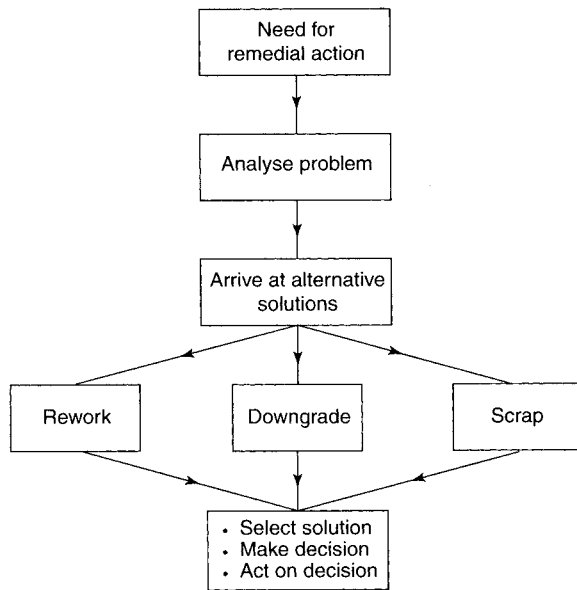 Need for
remedial action
Analyse problem
Arrive at alternative
solutions
Rework
Downgrade
Scrap
• Select solution
• Make decision
• Act on decision